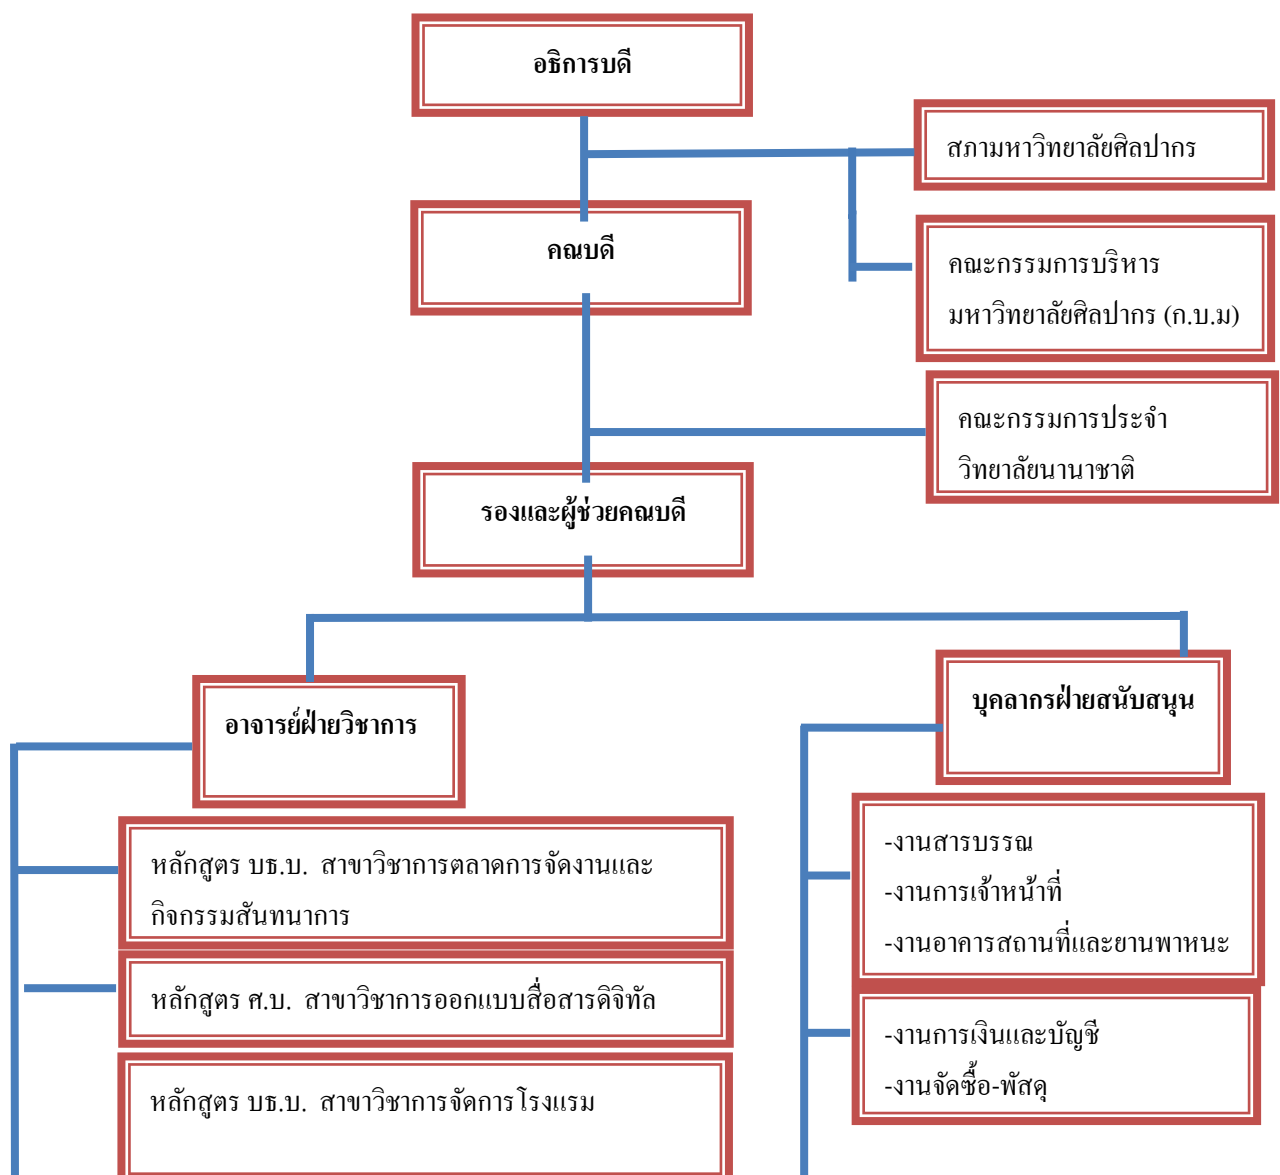 อธิการบดี
สภามหาวิทยาลัยศิลปากร
คณบดี
คณะกรรมการบริหาร
มหาวิทยาลัยศิลปากร (ก.บ.ม)
คณะกรรมการประจำ
วิทยาลัยนานาชาติ
รองและผู้ช่วยคณบดี
อาจารย์ฝ่ายวิชาการ
หลักสูตร บธ.บ. สาขาวิชาการตลาดการจัดงานและ
กิจกรรมสันทนาการ
หลักสูตร ศ.บ. สาขาวิชาการออกแบบสื่อสารดิจิทัล
หลักสูตร บธ.บ. สาขาวิชาการจัดการโรงแรม
บุคลากรฝ่ายสนับสนุน
-งานสารบรรณ
-งานการเจ้าหน้าที่
-งานอาคารสถานที่และยานพาหนะ
-งานการเงินและบัญชี
-งานจัดซื้อ-พัสดุ